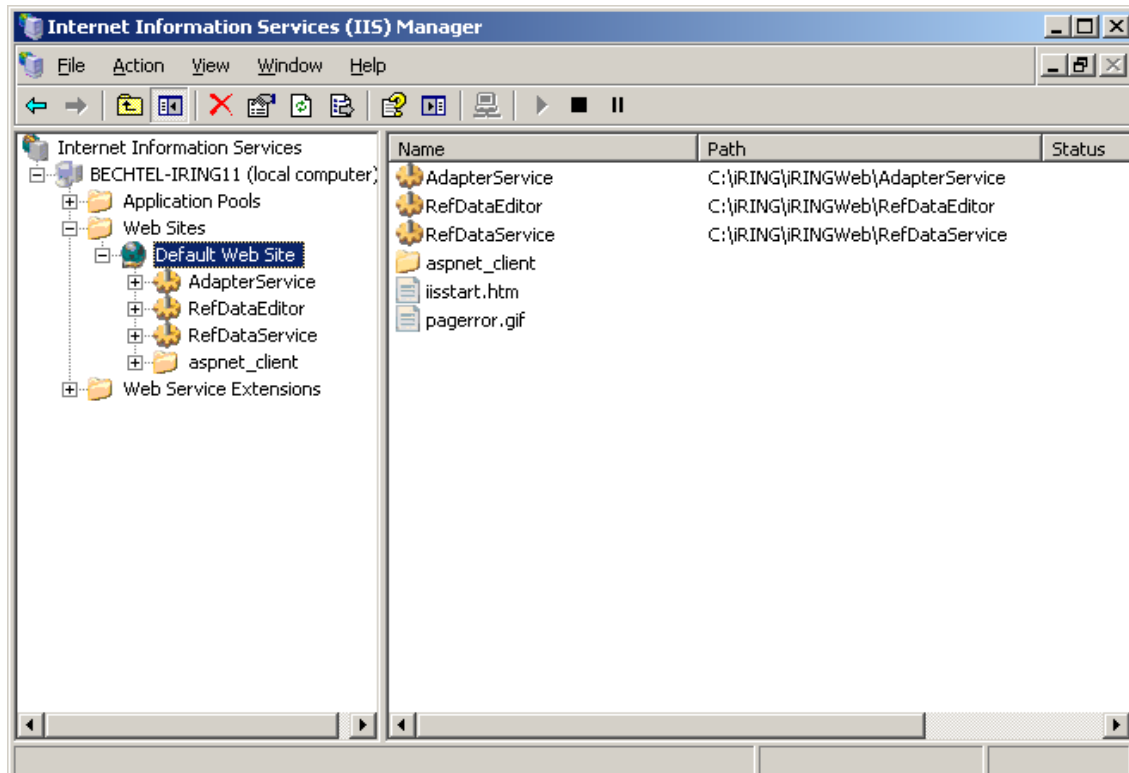 Internet Information Services (IIS) Manager
File Action View Window Help
Internet Information Services
BECHTEL-IRING11 (local computer)
Application Pools
Web Sites
Default Web Site
AdapterService
RefDataEditor
RefDataService
aspnet_client
Web Service Extensions
Name Path Status
AdapterService C:\iRING\iRINGWeb\AdapterService
RefDataEditor C:\iRING\iRINGWeb\RefDataEditor
RefDataService C:\iRING\iRINGWeb\RefDataService
aspnet_client
iisstart.htm
pagerror.gif